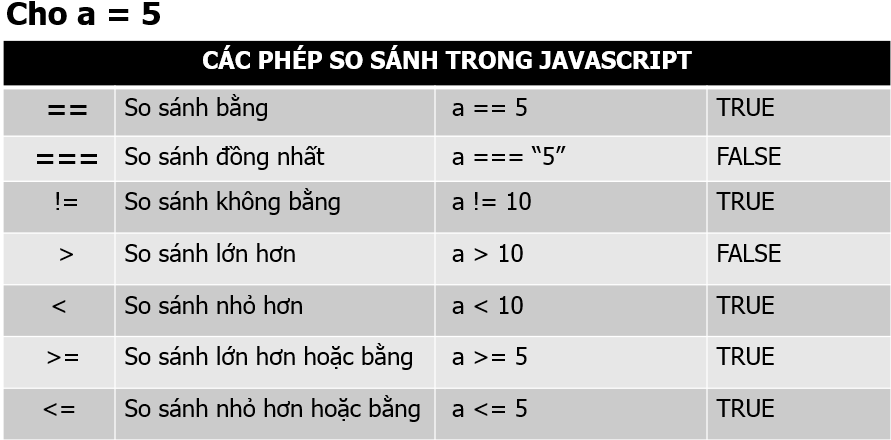 Cho a = 5
CÁC PHÉP SO SÁNH TRONG JAVASCRIPT
== So sánh bằng a == 5 TRUE
=== So sánh đồng nhất a === “5” FALSE
!= So sánh không bằng a != 10 TRUE
> So sánh lớn hơn a > 10 FALSE
< So sánh nhỏ hơn a < 10 TRUE
>= So sánh lớn hơn hoặc bằng a >= 5 TRUE
<= So sánh nhỏ hơn hoặc bằng a <= 5 TRUE